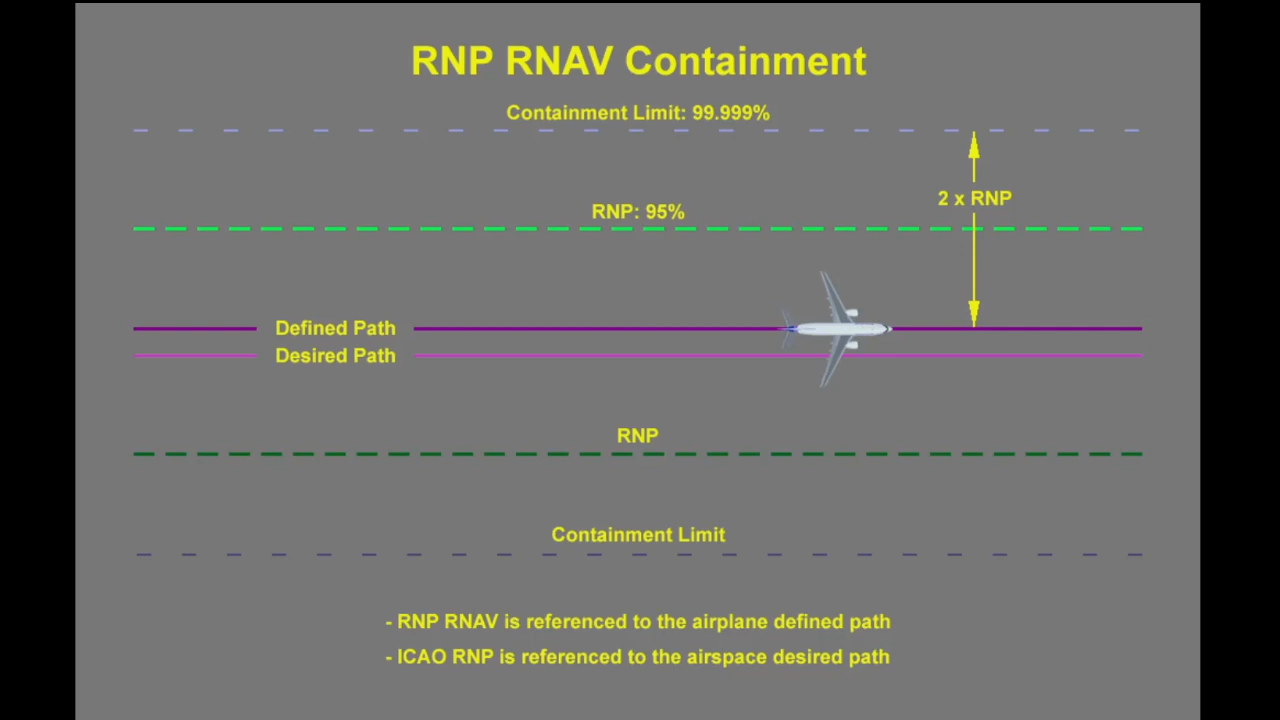 RNP RNAV Containment
Containment Limit: 99.999%
2 x RNP
RNP: 95%
Defined Path
Desired Path
RNP
Containment Limit
- RNP RNAV is referenced to the airplane defined path
- ICAO RNP is referenced to the airspace desired path